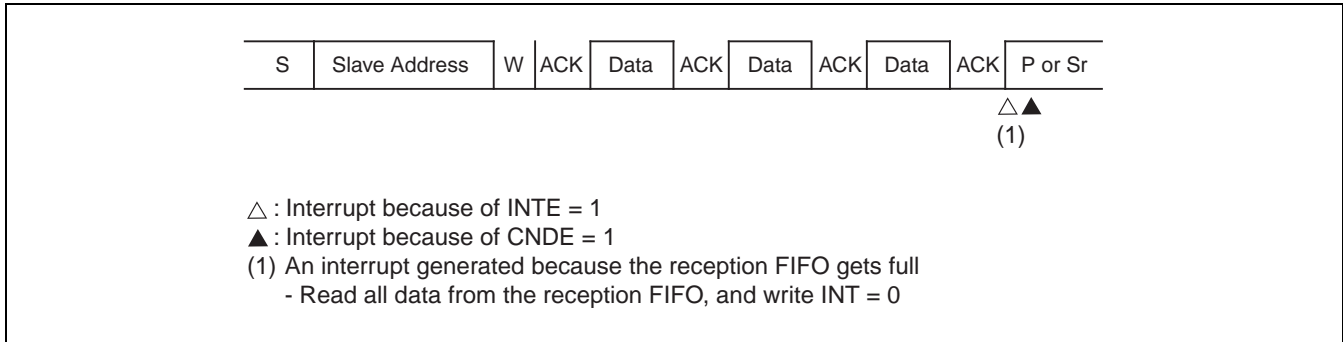 S Slave Address W ACK Data ACK Data ACK Data ACK P or Sr
△▲
(1)
△ : Interrupt because of INTE = 1
▲ : Interrupt because of CNDE = 1
(1) An interrupt generated because the reception FIFO gets full
- Read all data from the reception FIFO, and write INT = 0